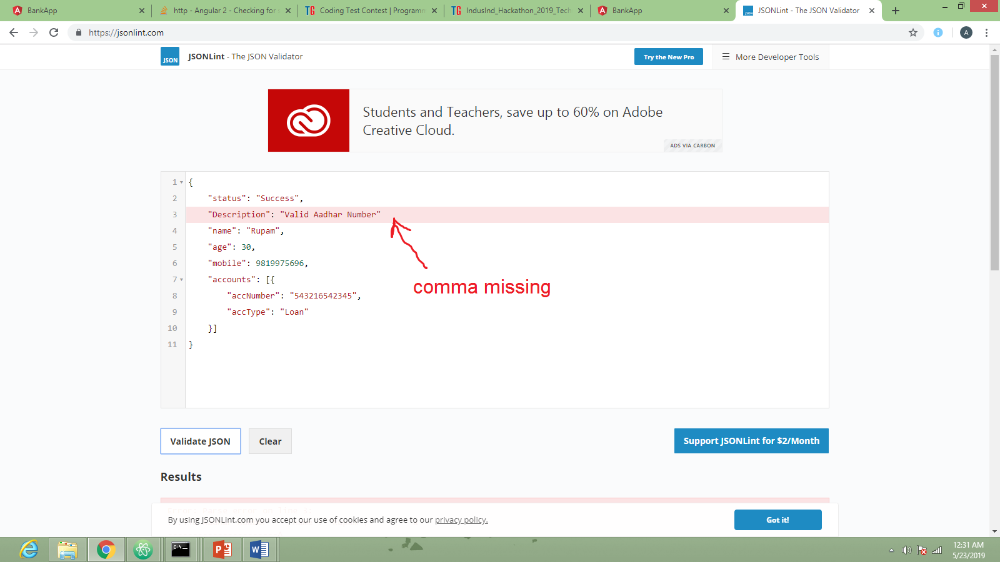 BankApp
http - Angular 2 - Checking for s
Coding Test Contest | Programm
IndusInd_Hackathon_2019_Tech
BankApp
JSONLint - The JSON Validator
https://jsonlint.com
A
JSON
JSONLint - The JSON Validator
Try the New Pro
More Developer Tools
Students and Teachers, save up to 60% on Adobe
Creative Cloud.
ADS VIA CARBON
1 {
2 "status": "Success",
3 "Description": "Valid Aadhar Number"
4 "name": "Rupam",
5 "age": 30,
6 "mobile": 9819975696,
7 "accounts": [{
8 "accNumber": "543216542345",
9 "accType": "Loan"
10 }]
11 }
comma missing
Validate JSON
Clear
Support JSONLint for $2/Month
Results
By using JSONLint.com you accept our use of cookies and agree to our privacy policy.
Got it!
12:31 AM
5/23/2019